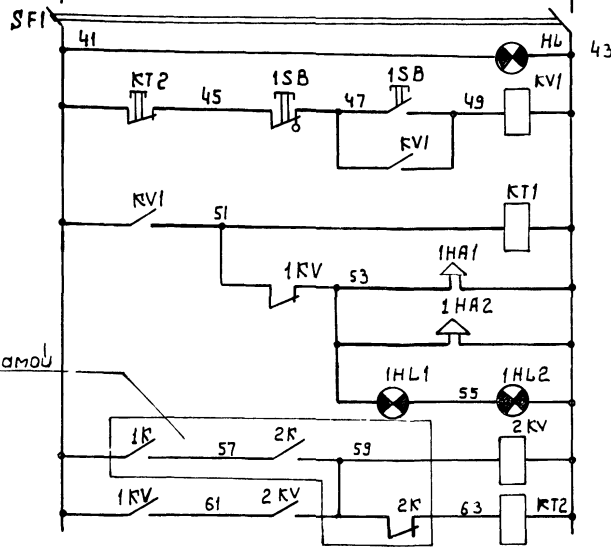 SF1
41 HL 43
KT2 45 1SB 47 1SB 49 KV1
KV1
KV1 51 KT1
1KV 53 1HA1
1HA2
амой 1HL1 55 1HL2
1K 57 2K 59 2KV
1KV 61 2KV 2K 63 KT2